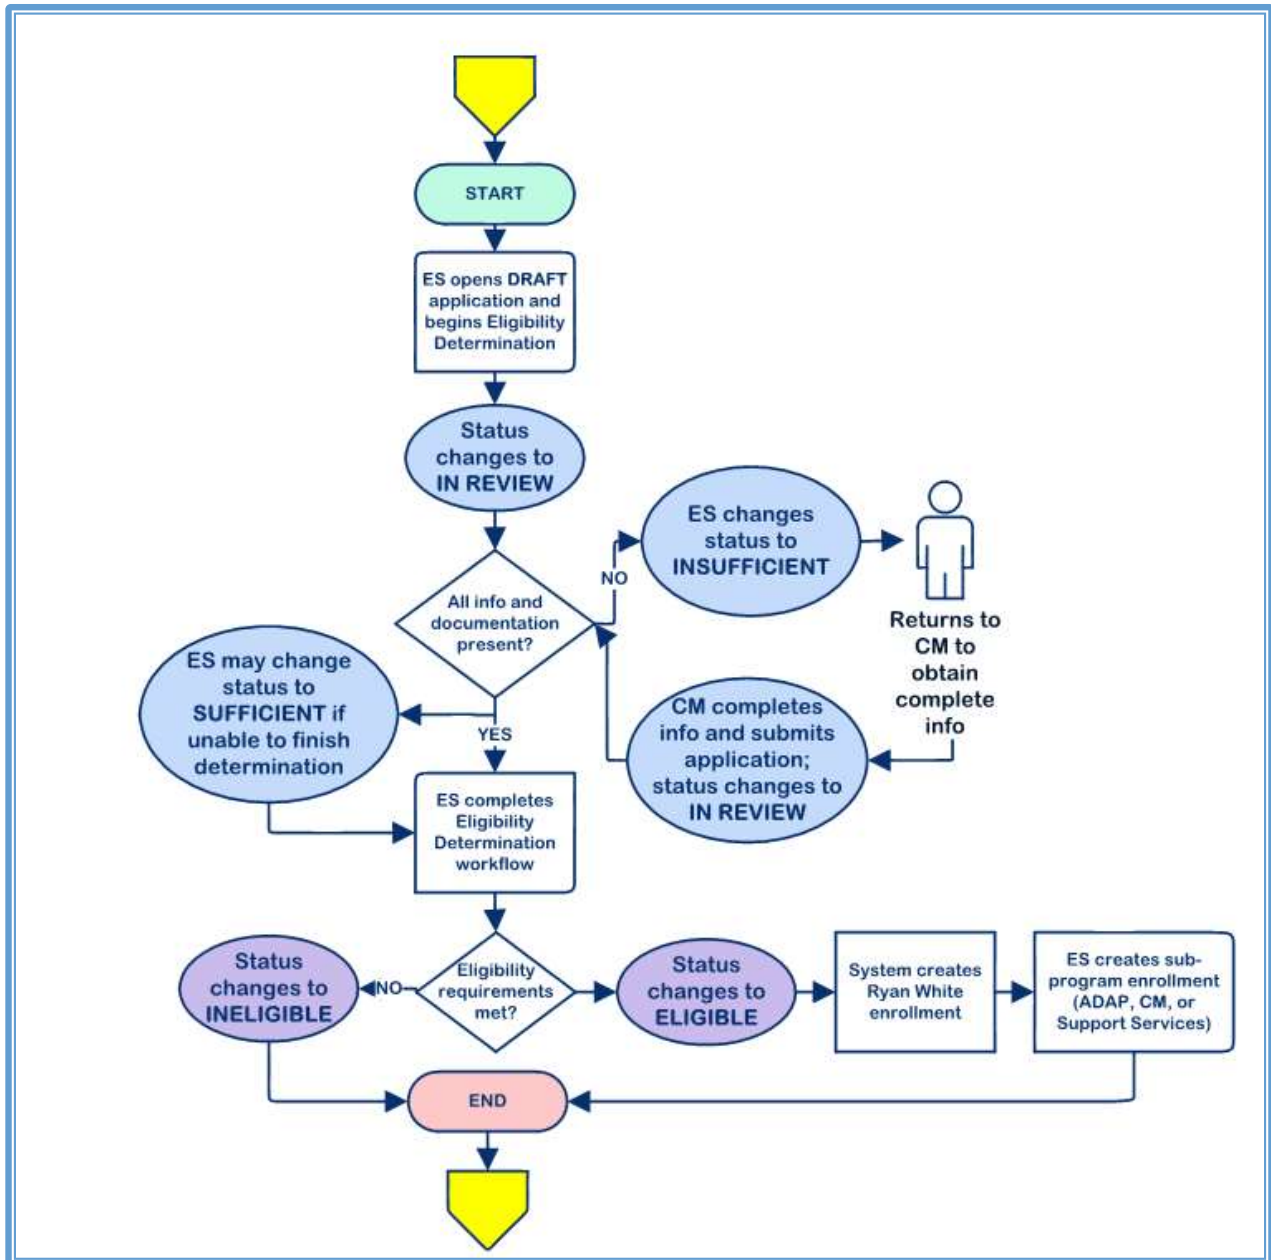 START
ES opens DRAFT
application and
begins Eligibility
Determination
Status
changes to
IN REVIEW
All info and
documentation
present?
NO
ES changes
status to
INSUFFICIENT
Returns to
CM to
obtain
complete
info
CM completes
info and submits
application;
status changes to
IN REVIEW
ES may change
status to
SUFFICIENT if
unable to finish
determination
YES
ES completes
Eligibility
Determination
workflow
Eligibility
requirements
met?
NO
Status
changes to
INELIGIBLE
Status
changes to
ELIGIBLE
System creates
Ryan White
enrollment
ES creates sub-
program enrollment
(ADAP, CM, or
Support Services)
END